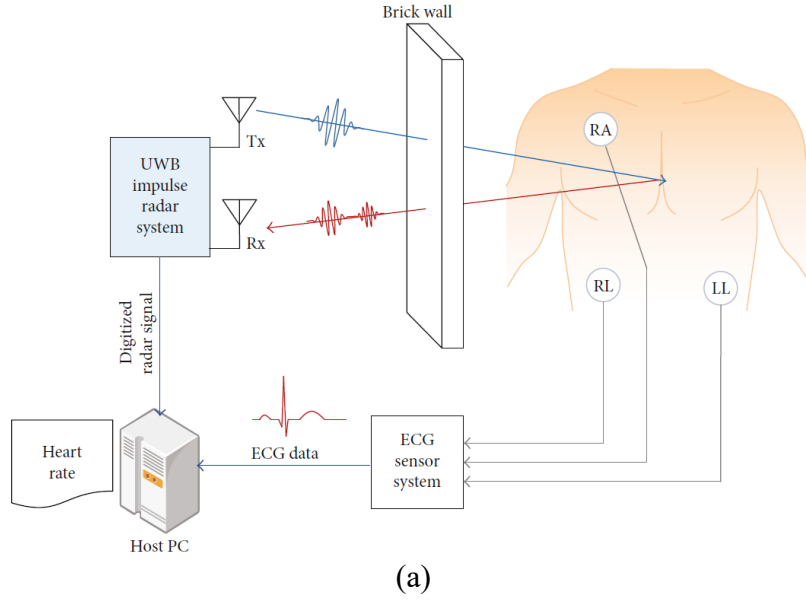 Brick wall
Tx
RA
UWB
impulse
radar
system
Rx
RL
LL
Digitized
radar signal
Heart
rate
ECG data
ECG
sensor
system
Host PC
(a)